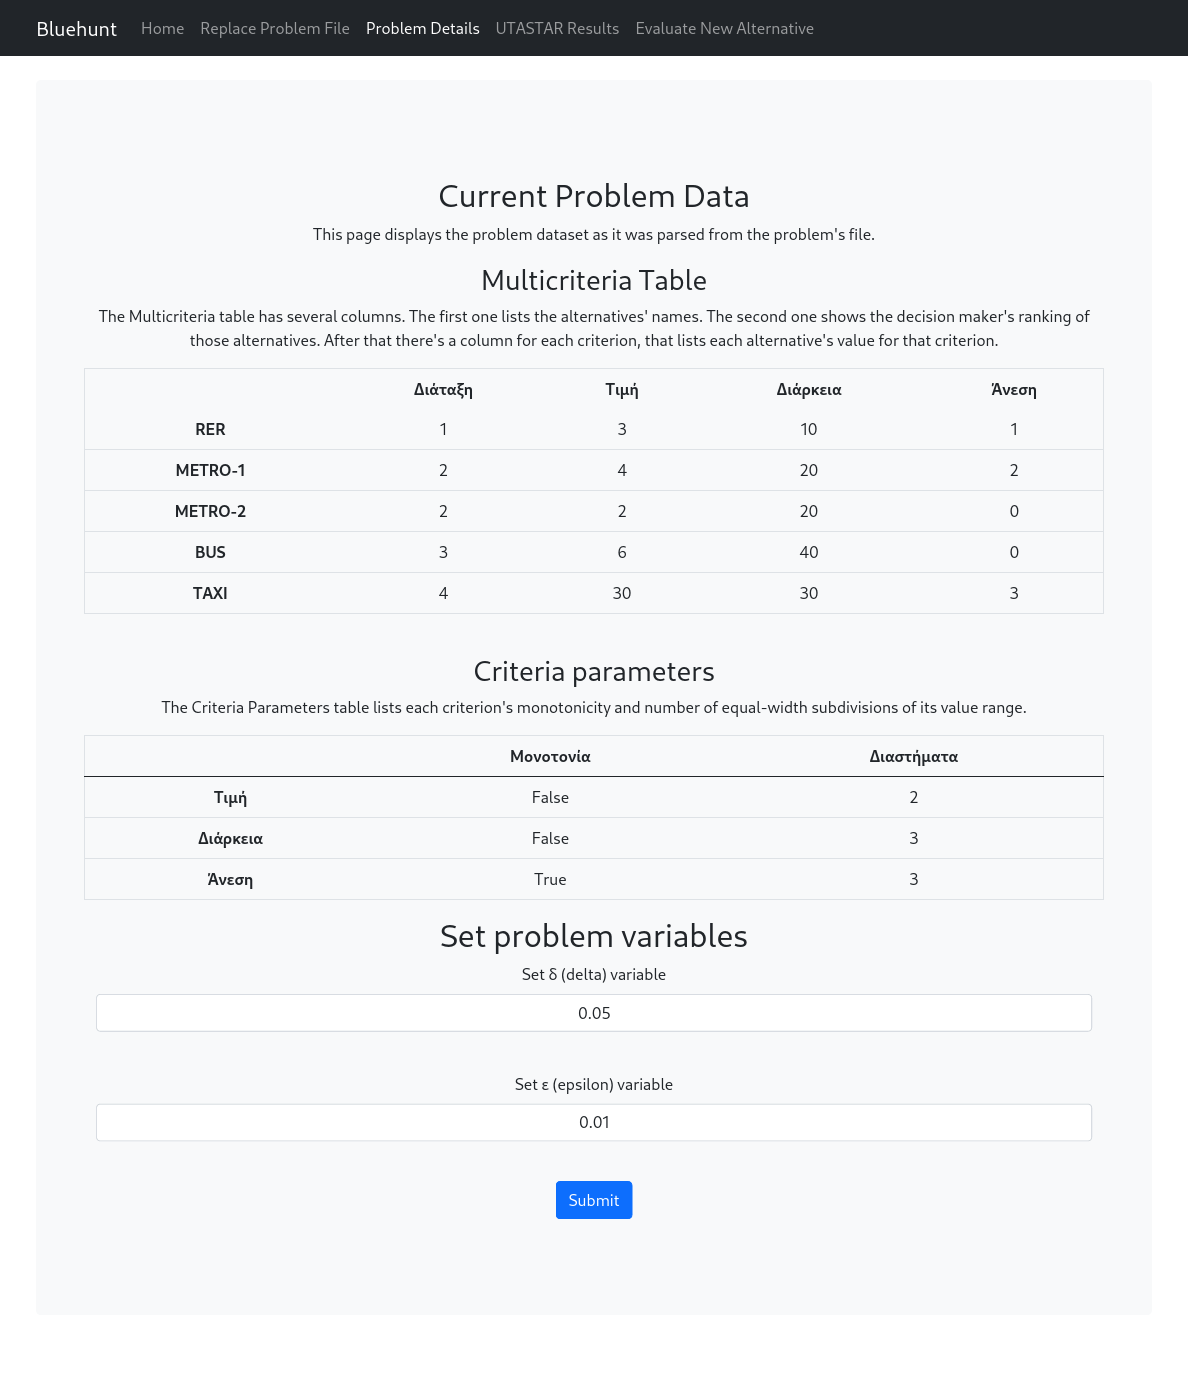 Bluehunt Home Replace Problem File Problem Details UTASTAR Results Evaluate New Alternative
Current Problem Data
This page displays the problem dataset as it was parsed from the problem's file.
Multicriteria Table
The Multicriteria table has several columns. The first one lists the alternatives' names. The second one shows the decision maker's ranking of
those alternatives. After that there's a column for each criterion, that lists each alternative's value for that criterion.
Διάταξη Τιμή Διάρκεια Άνεση
RER 1 3 10 1
METRO-1 2 4 20 2
METRO-2 2 2 20 0
BUS 3 6 40 0
TAXI 4 30 30 3
Criteria parameters
The Criteria Parameters table lists each criterion's monotonicity and number of equal-width subdivisions of its value range.
Μονοτονία Διαστήματα
Τιμή False 2
Διάρκεια False 3
Άνεση True 3
Set problem variables
Set δ (delta) variable
0.05
Set ε (epsilon) variable
0.01
Submit